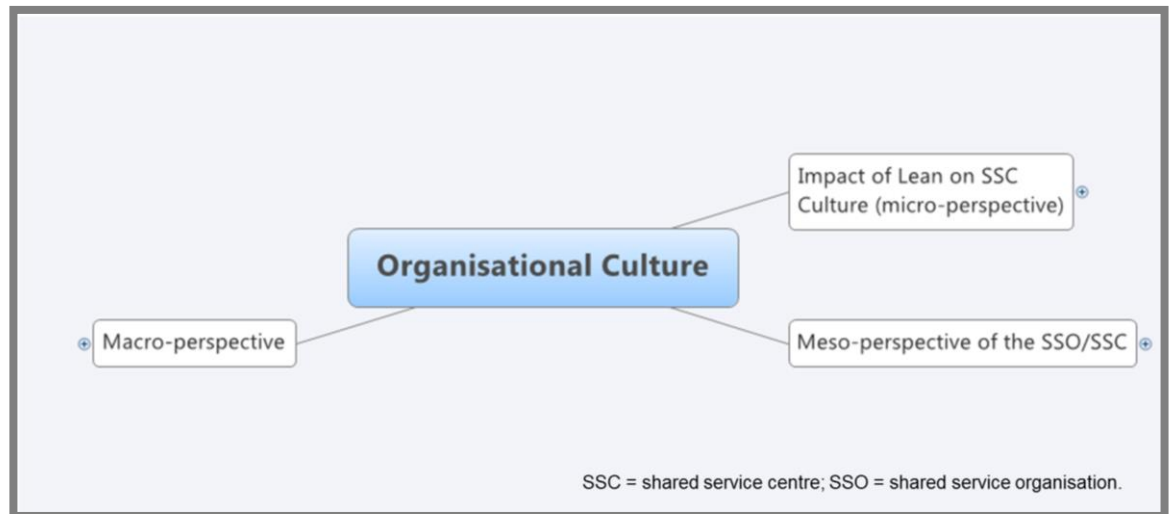 Impact of Lean on SSC
Culture (micro-perspective)
Organisational Culture
Macro-perspective
Meso-perspective of the SSO/SSC
SSC = shared service centre; SSO = shared service organisation.